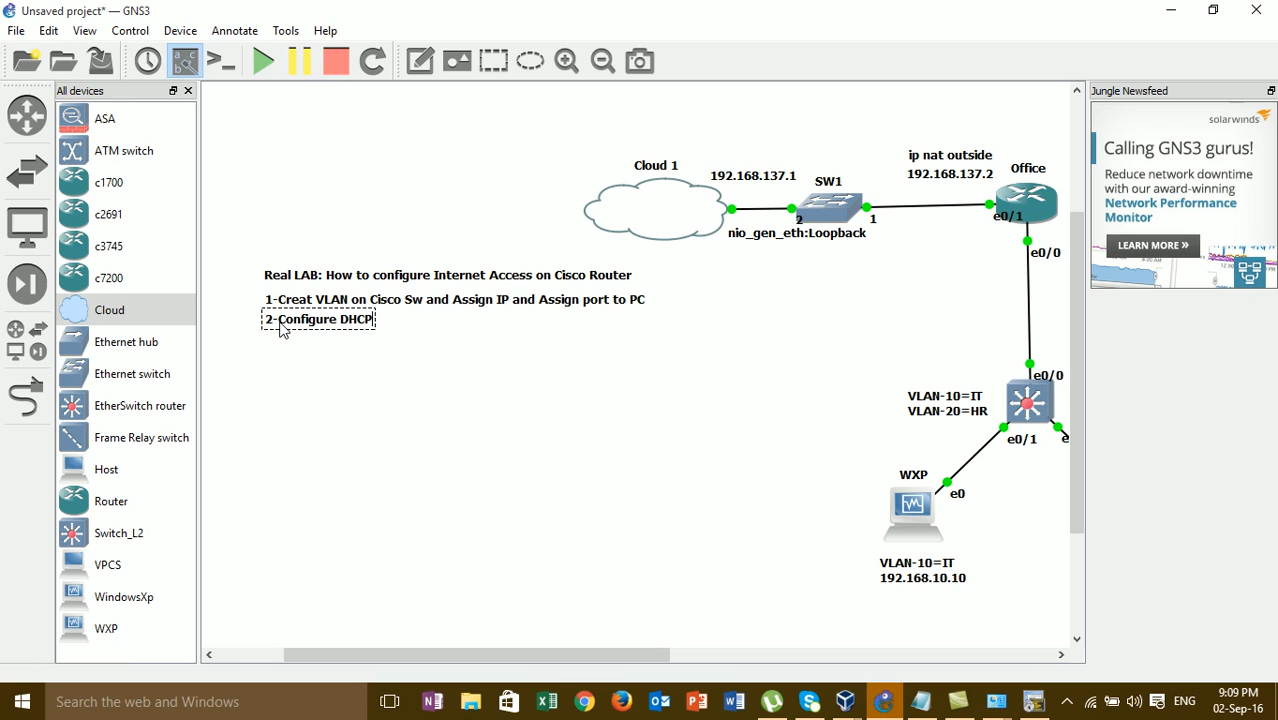 Unsaved project* — GNS3
File Edit View Control Device Annotate Tools Help
All devices
ASA
ATM switch
c1700
c2691
c3745
c7200
Cloud
Ethernet hub
Ethernet switch
EtherSwitch router
Frame Relay switch
Host
Router
Switch_L2
VPCS
WindowsXp
WXP
Cloud 1
192.168.137.1
SW1
2
1
nio_gen_eth:Loopback
ip nat outside
192.168.137.2
Office
e0/1
e0/0
Real LAB: How to configure Internet Access on Cisco Router
1-Creat VLAN on Cisco Sw and Assign IP and Assign port to PC
2-Configure DHCP
e0/0
VLAN-10=IT
VLAN-20=HR
e0/1
e
WXP
e0
VLAN-10=IT
192.168.10.10
Jungle Newsfeed
solarwinds
Calling GNS3 gurus!
Reduce network downtime
with our award-winning
Network Performance
Monitor
LEARN MORE »
Search the web and Windows
ENG
9:09 PM
02-Sep-16